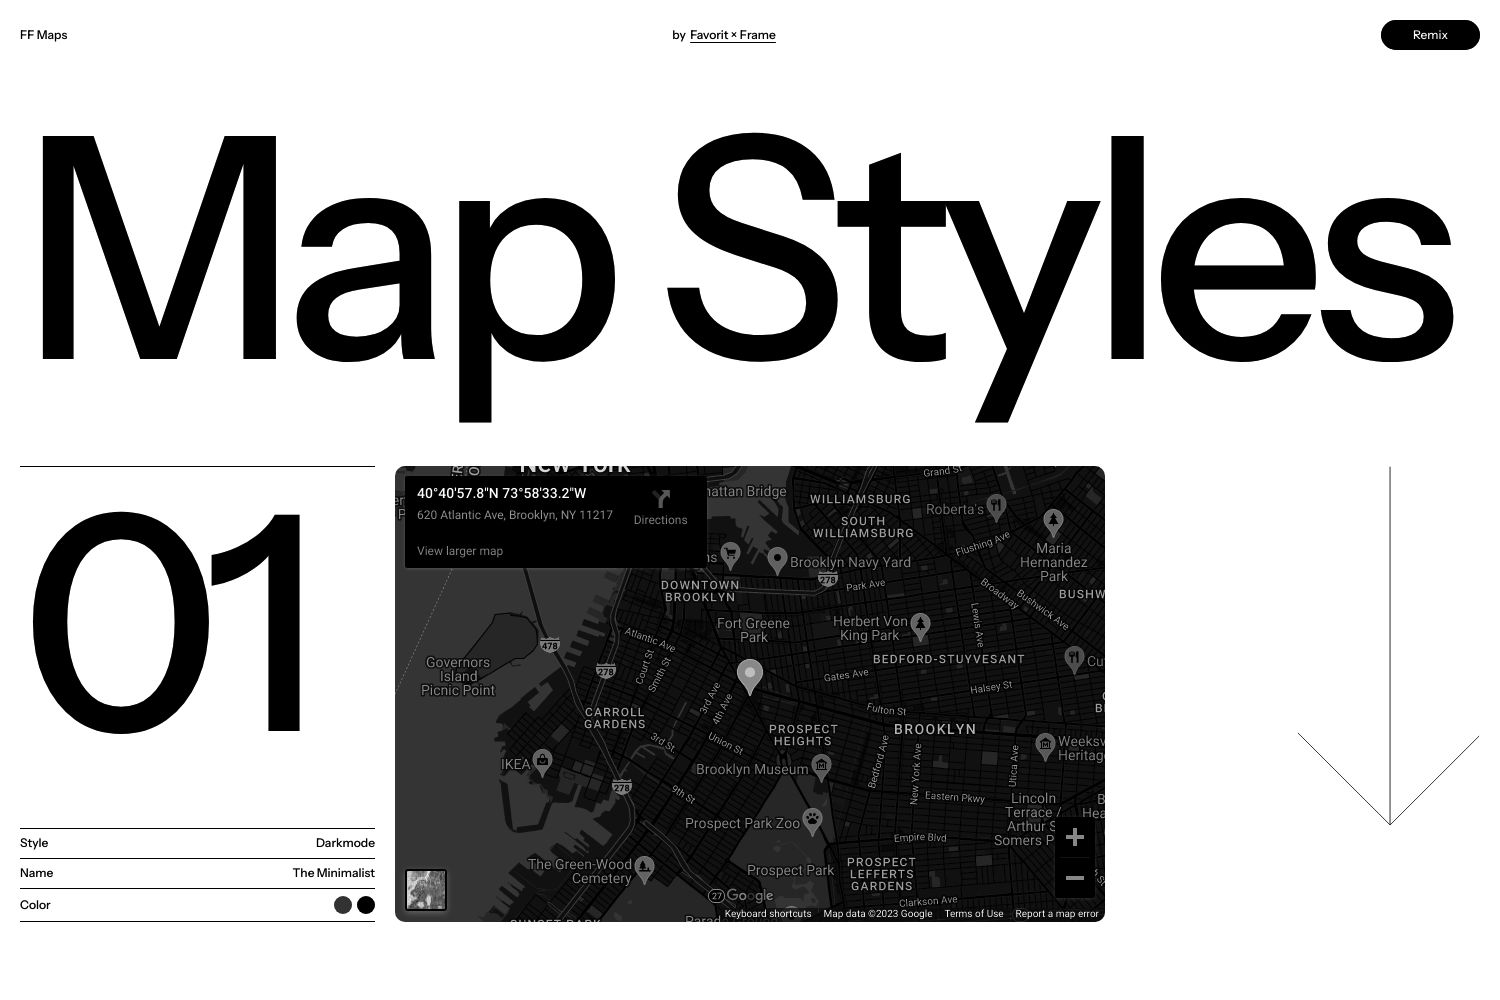 FF Maps
by Favorit × Frame
Remix
Map Styles
01
Style
Darkmode
Name
The Minimalist
Color
New York
40°40'57.8"N 73°58'33.2"W
620 Atlantic Ave, Brooklyn, NY 11217
Directions
View larger map
Grand St
WILLIAMSBURG
Roberta's
SOUTH
WILLIAMSBURG
Flushing Ave
Maria
Hernandez
Park
Brooklyn Navy Yard
278
Park Ave
Broadway
Bushwick Ave
DOWNTOWN
BROOKLYN
Fort Greene
Park
Herbert Von
King Park
Lewis Ave
478
Atlantic Ave
278
Court St
Smith St
BEDFORD-STUYVESANT
Governors
Island
Picnic Point
Gates Ave
Halsey St
3rd Ave
4th Ave
Fulton St
CARROLL
GARDENS
PROSPECT
HEIGHTS
BROOKLYN
3rd St
Union St
Bedford Ave
New York Ave
Utica Ave
IKEA
Brooklyn Museum
278
9th St
Eastern Pkwy
Lincoln
Terrace /
Prospect Park Zoo
Empire Blvd
The Green-Wood
Cemetery
Prospect Park
PROSPECT
LEFFERTS
GARDENS
27
Google
Clarkson Ave
Keyboard shortcuts
Map data ©2023 Google
Terms of Use
Report a map error